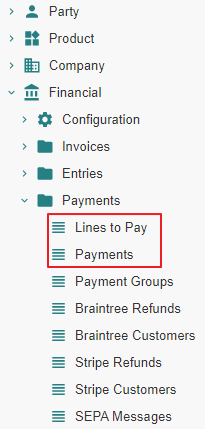 Party
Product
Company
Financial
Configuration
Invoices
Entries
Payments
Lines to Pay
Payments
Payment Groups
Braintree Refunds
Braintree Customers
Stripe Refunds
Stripe Customers
SEPA Messages